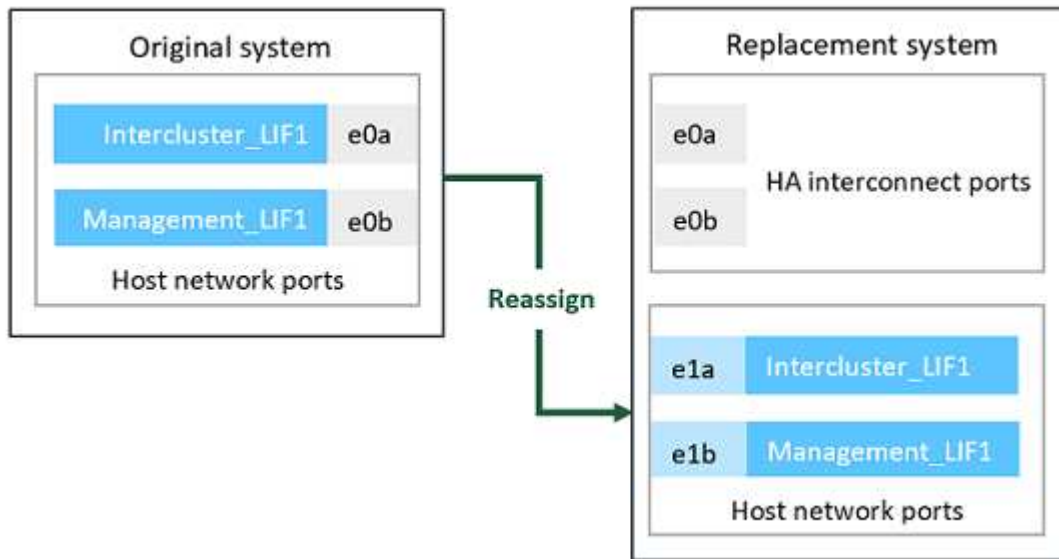 Original system
Intercluster_LIF1 e0a
Management_LIF1 e0b
Host network ports
Reassign
Replacement system
e0a
HA interconnect ports
e0b
e1a Intercluster_LIF1
e1b Management_LIF1
Host network ports